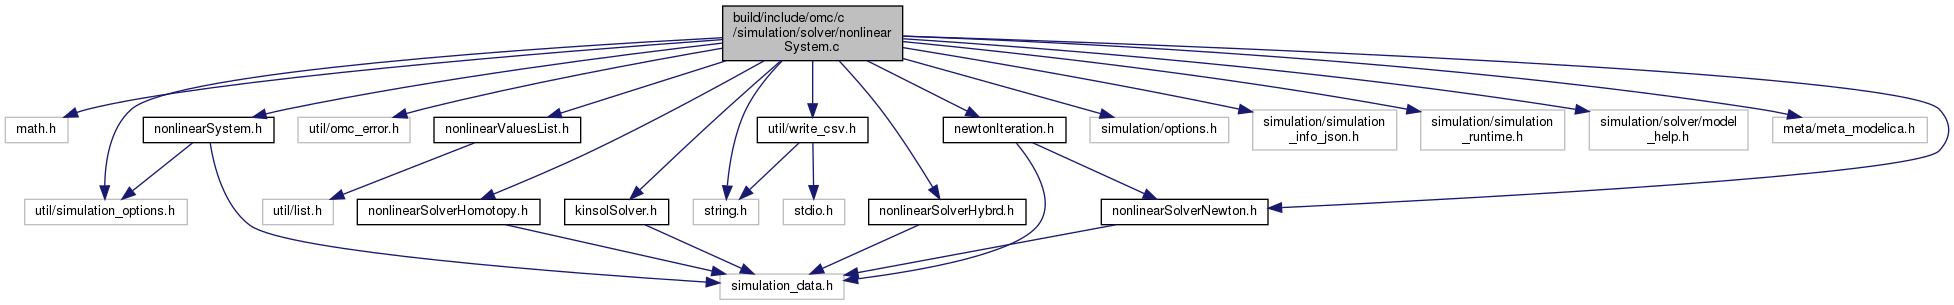 build/include/omc/c
/simulation/solver/nonlinear
System.c
math.h
nonlinearSystem.h
util/omc_error.h
nonlinearValuesList.h
util/write_csv.h
newtonIteration.h
simulation/options.h
simulation/simulation
_info_json.h
simulation/simulation
_runtime.h
simulation/solver/model
_help.h
meta/meta_modelica.h
util/simulation_options.h
util/list.h
nonlinearSolverHomotopy.h
kinsolSolver.h
string.h
stdio.h
nonlinearSolverHybrd.h
nonlinearSolverNewton.h
simulation_data.h